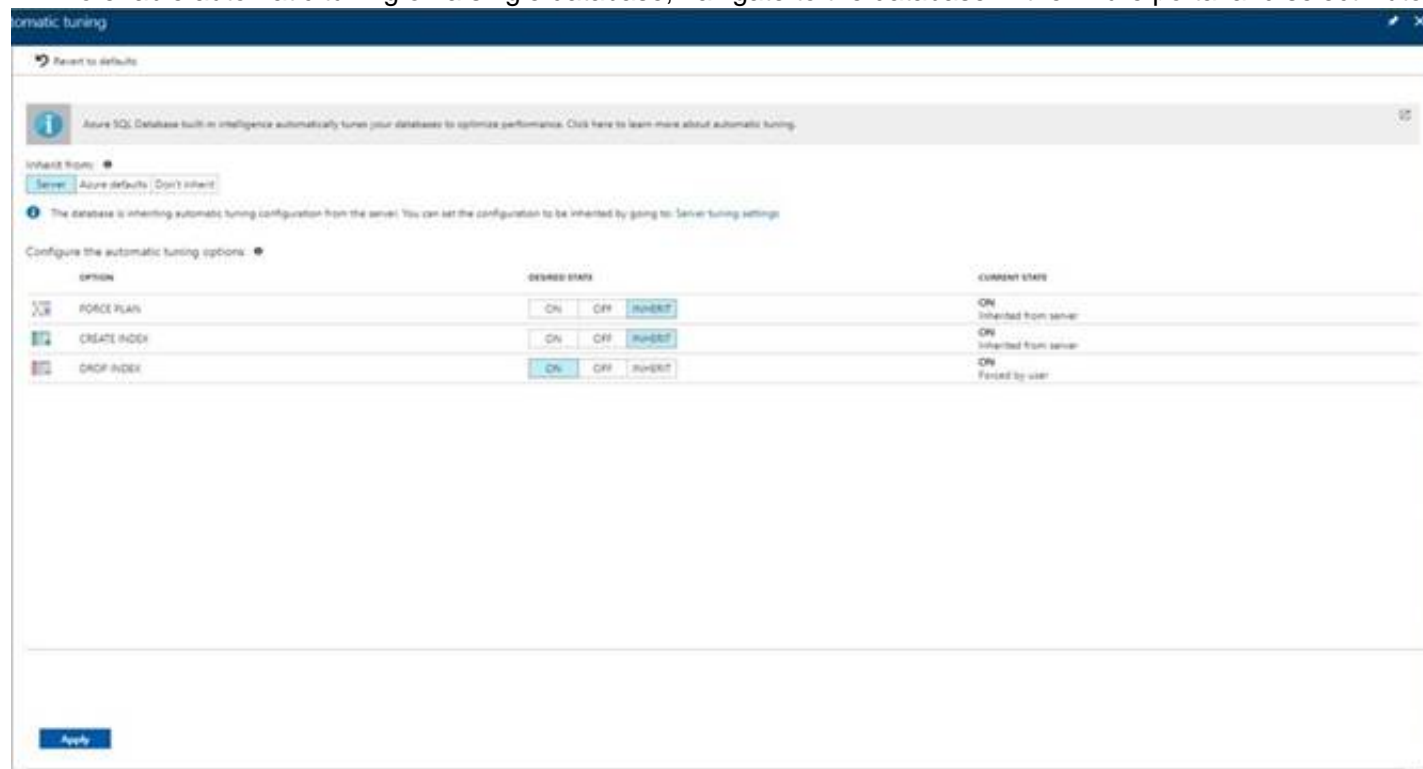 omatic tuning
Revert to defaults
Azure SQL Database built-in intelligence automatically tunes your databases to optimize performance. Click here to learn more about automatic tuning.
Inherit from:
Server Azure defaults Don't inherit
The database is inheriting automatic tuning configuration from the server. You can set the configuration to be inherited by going to: Server tuning settings
Configure the automatic tuning options:
OPTION DESIRED STATE CURRENT STATE
FORCE PLAN ON OFF INHERIT ON
Inherited from server
CREATE INDEX ON OFF INHERIT ON
Inherited from server
DROP INDEX ON OFF INHERIT ON
Forced by user
Apply